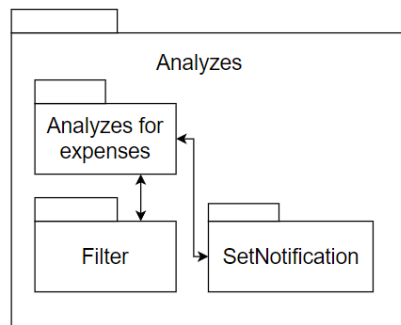 Analyzes
Analyzes for
expenses
Filter
SetNotification